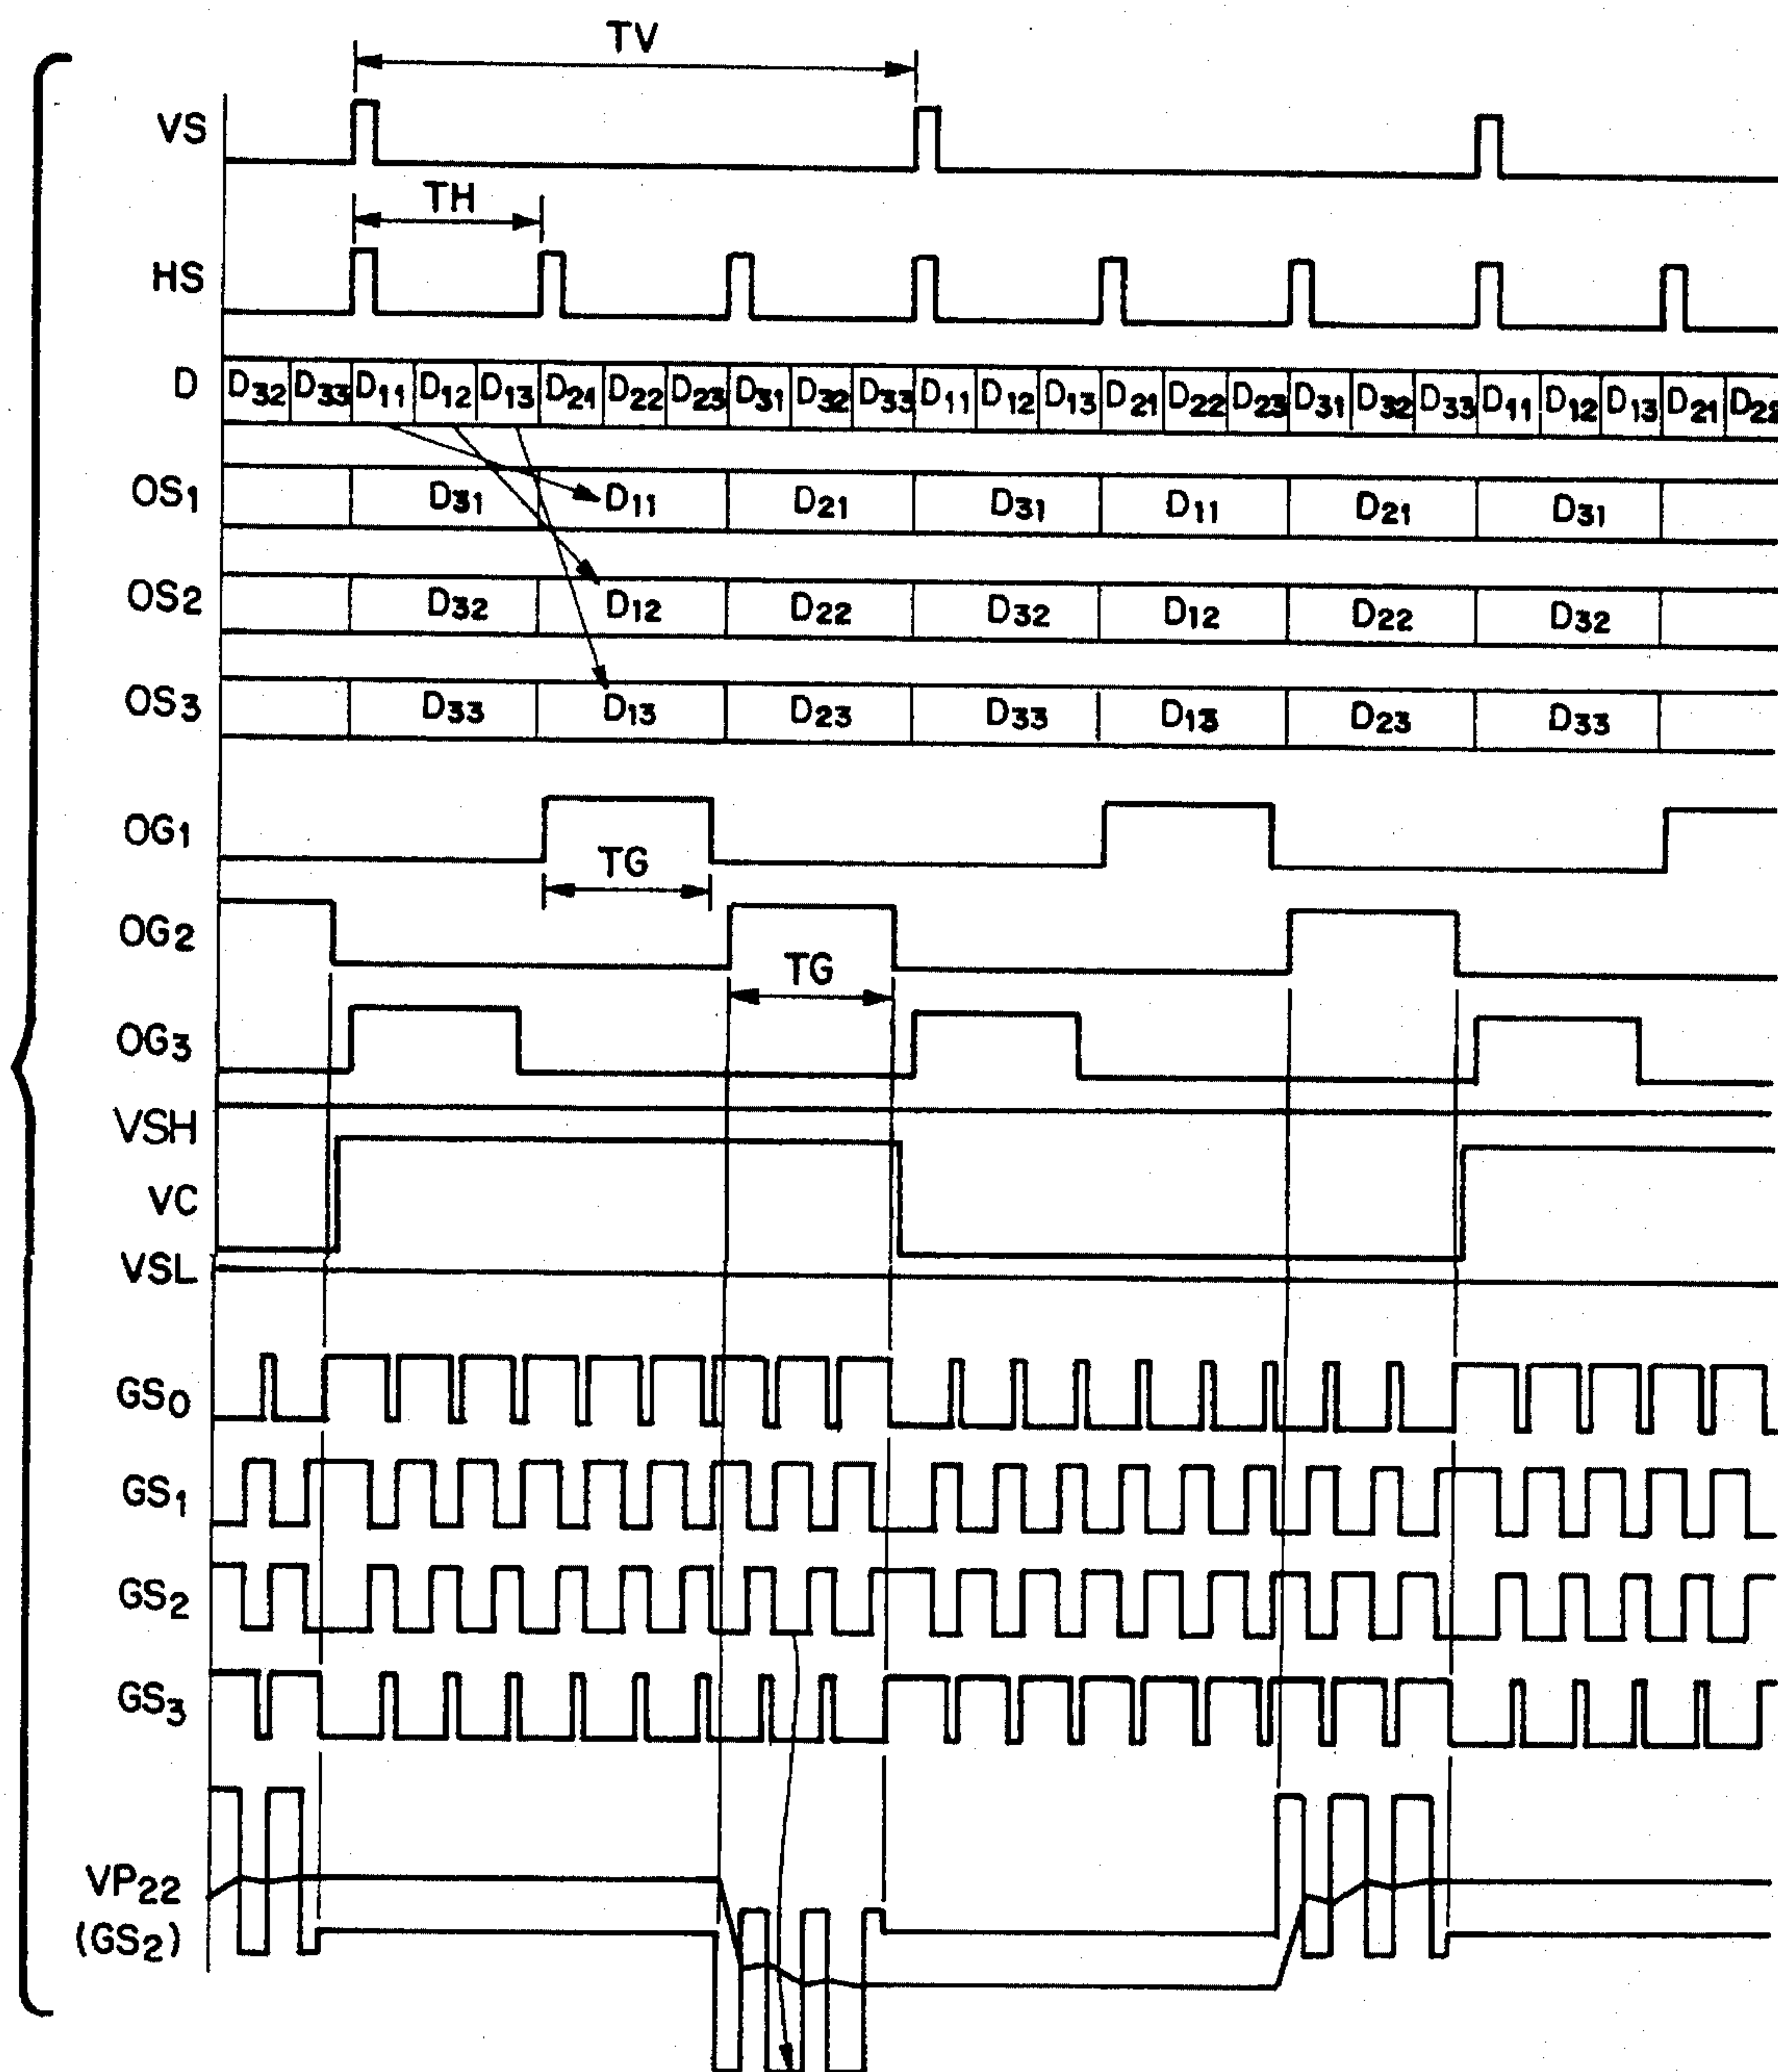 TV
VS
TH
HS
D D32 D33 D11 D12 D13 D21 D22 D23 D31 D32 D33 D11 D12 D13 D21 D22 D23 D31 D32 D33 D11 D12 D13 D21 D22
OS1 D31 D11 D21 D31 D11 D21 D31
OS2 D32 D12 D22 D32 D12 D22 D32
OS3 D33 D13 D23 D33 D13 D23 D33
OG1
TG
OG2
TG
OG3
VSH
VC
VSL
GS0
GS1
GS2
GS3
VP22
(GS2)